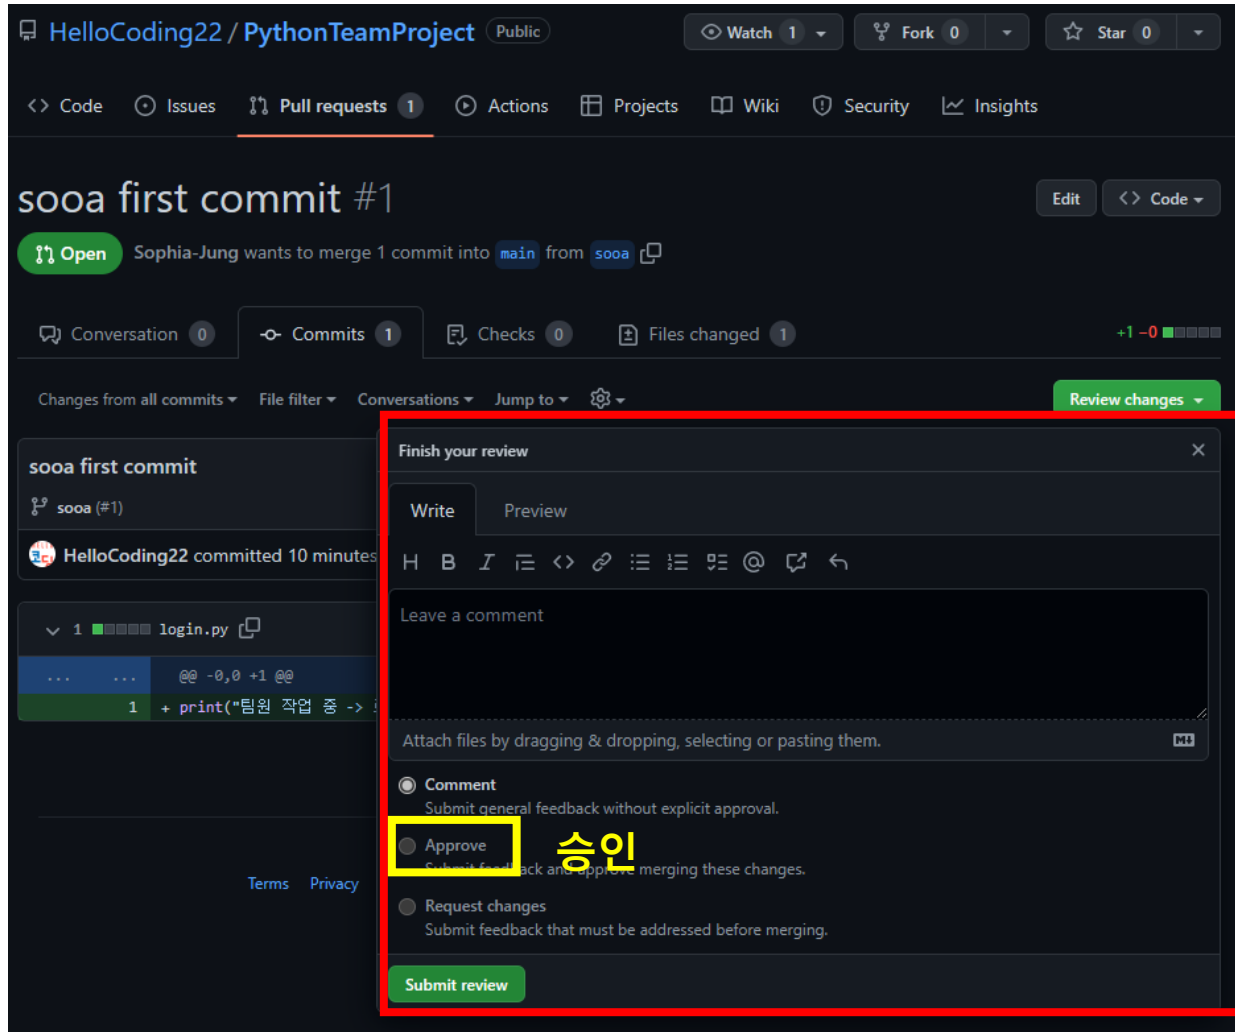 HelloCoding22 / PythonTeamProject Public Watch 1 Fork 0 Star 0
Code Issues Pull requests 1 Actions Projects Wiki Security Insights
sooa first commit #1 Edit Code
Open Sophia-Jung wants to merge 1 commit into main from sooa
Conversation 0 Commits 1 Checks 0 Files changed 1 +1 −0
Changes from all commits File filter Conversations Jump to Review changes
sooa first commit
sooa (#1)
HelloCoding22 committed 10 minutes
1 login.py
... ... @@ -0,0 +1 @@
1 + print("팀원 작업 중 ->
Finish your review
Write Preview
Leave a comment
Attach files by dragging & dropping, selecting or pasting them.
Comment
Submit general feedback without explicit approval.
Approve 승인
Submit feedback and approve merging these changes.
Request changes
Submit feedback that must be addressed before merging.
Submit review
Terms Privacy